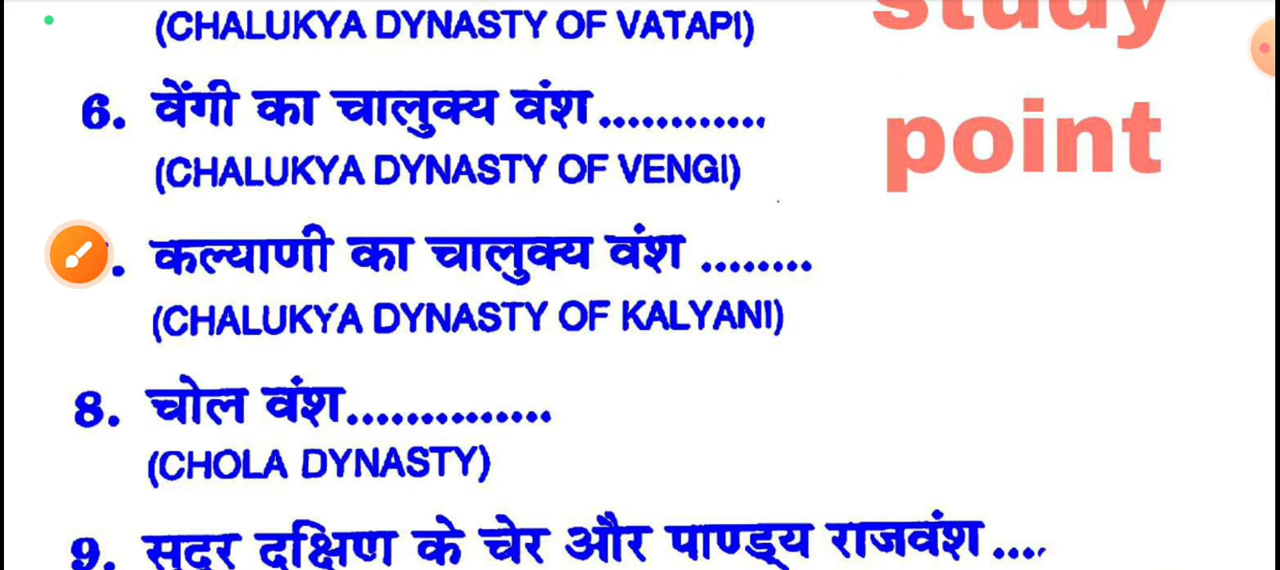 (CHALUKYA DYNASTY OF VATAPI)
study
6. वेंगी का चालुक्य वंश............
point
(CHALUKYA DYNASTY OF VENGI)
. कल्याणी का चालुक्य वंश ........
(CHALUKYA DYNASTY OF KALYANI)
8. चोल वंश..............
(CHOLA DYNASTY)
9. सुदूर दक्षिण के चेर और पाण्ड्य राजवंश ....